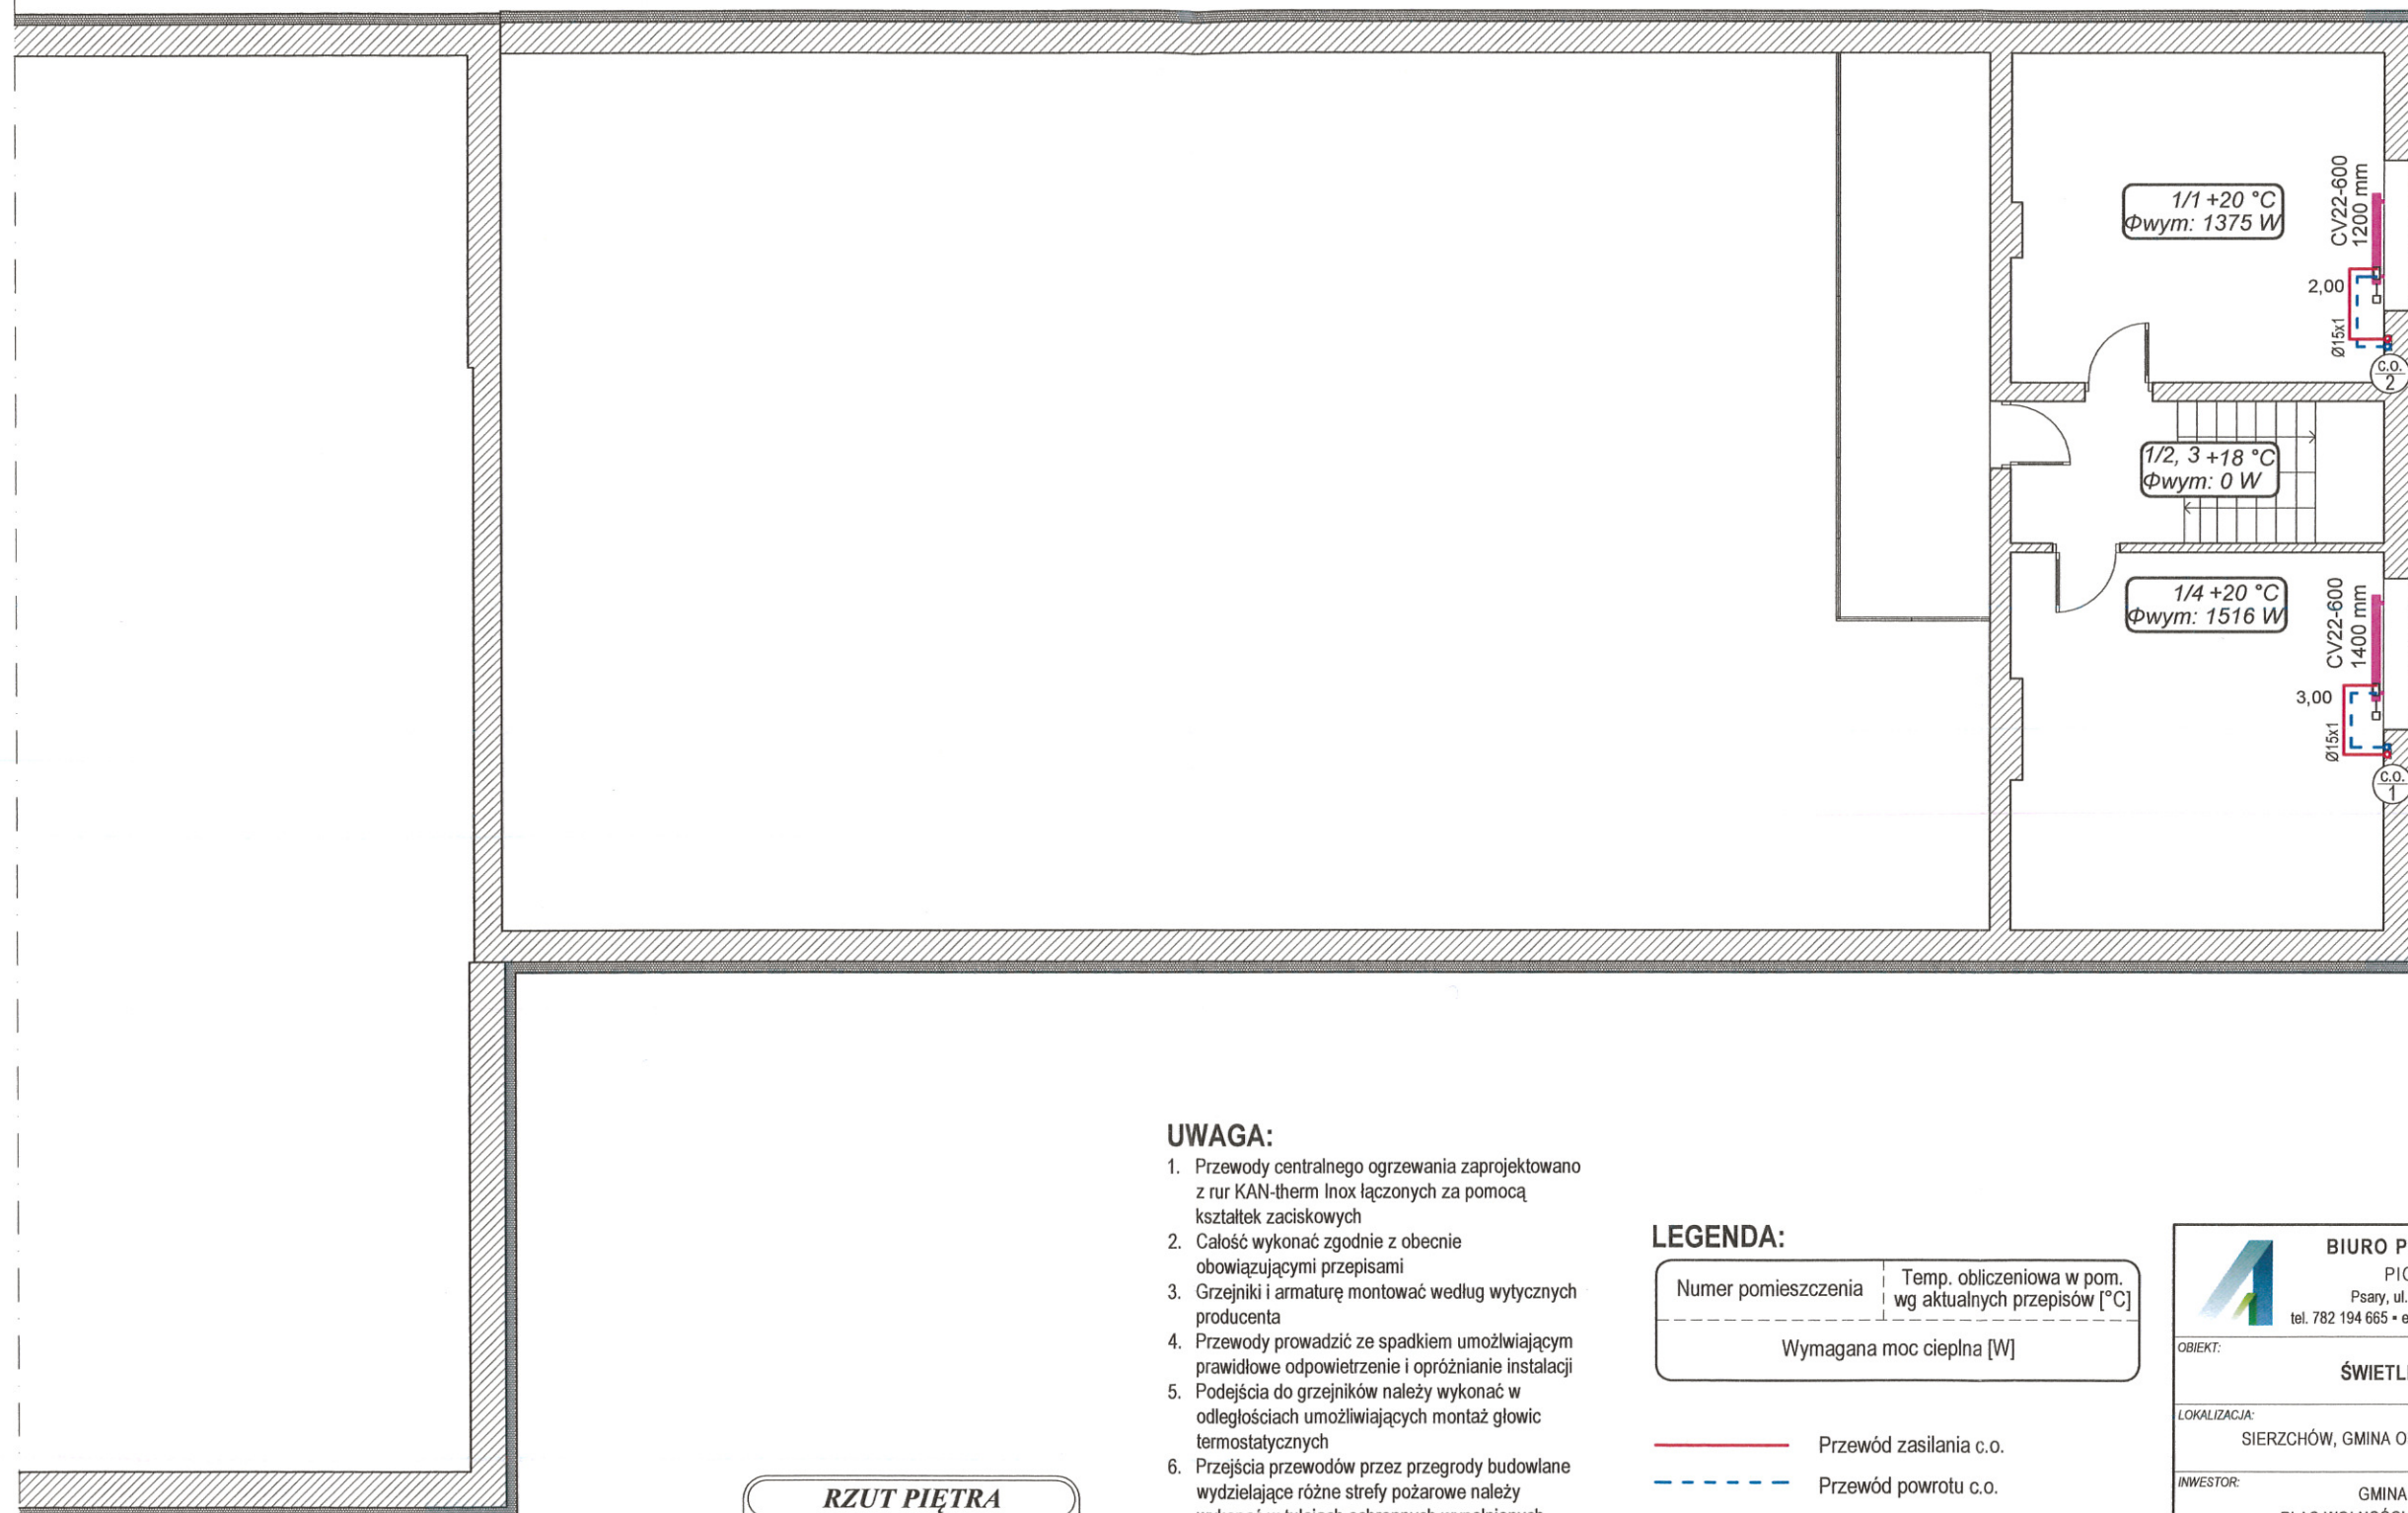 1/1 +20 °C
Φwym: 1375 W
CV22-600
1200 mm
2,00
Ø15x1
c.o.
2
1/2, 3 +18 °C
Φwym: 0 W
1/4 +20 °C
Φwym: 1516 W
CV22-600
1400 mm
3,00
Ø15x1
c.o.
1
UWAGA:
1. Przewody centralnego ogrzewania zaprojektowano
z rur KAN-therm Inox łączonych za pomocą
kształtek zaciskowych
2. Całość wykonać zgodnie z obecnie
obowiązującymi przepisami
3. Grzejniki i armaturę montować według wytycznych
producenta
4. Przewody prowadzić ze spadkiem umożlwiającym
prawidłowe odpowietrzenie i opróżnianie instalacji
5. Podejścia do grzejników należy wykonać w
odległościach umożliwiających montaż głowic
termostatycznych
6. Przejścia przewodów przez przegrody budowlane
wydzielające różne strefy pożarowe należy
RZUT PIĘTRA
LEGENDA:
Numer pomieszczenia
Temp. obliczeniowa w pom.
wg aktualnych przepisów [°C]
Wymagana moc cieplna [W]
Przewód zasilania c.o.
Przewód powrotu c.o.
BIURO P
PIO
Psary, ul.
tel. 782 194 665 ▪ e
OBIEKT:
ŚWIETL
LOKALIZACJA:
SIERZCHÓW, GMINA O
INWESTOR:
GMINA